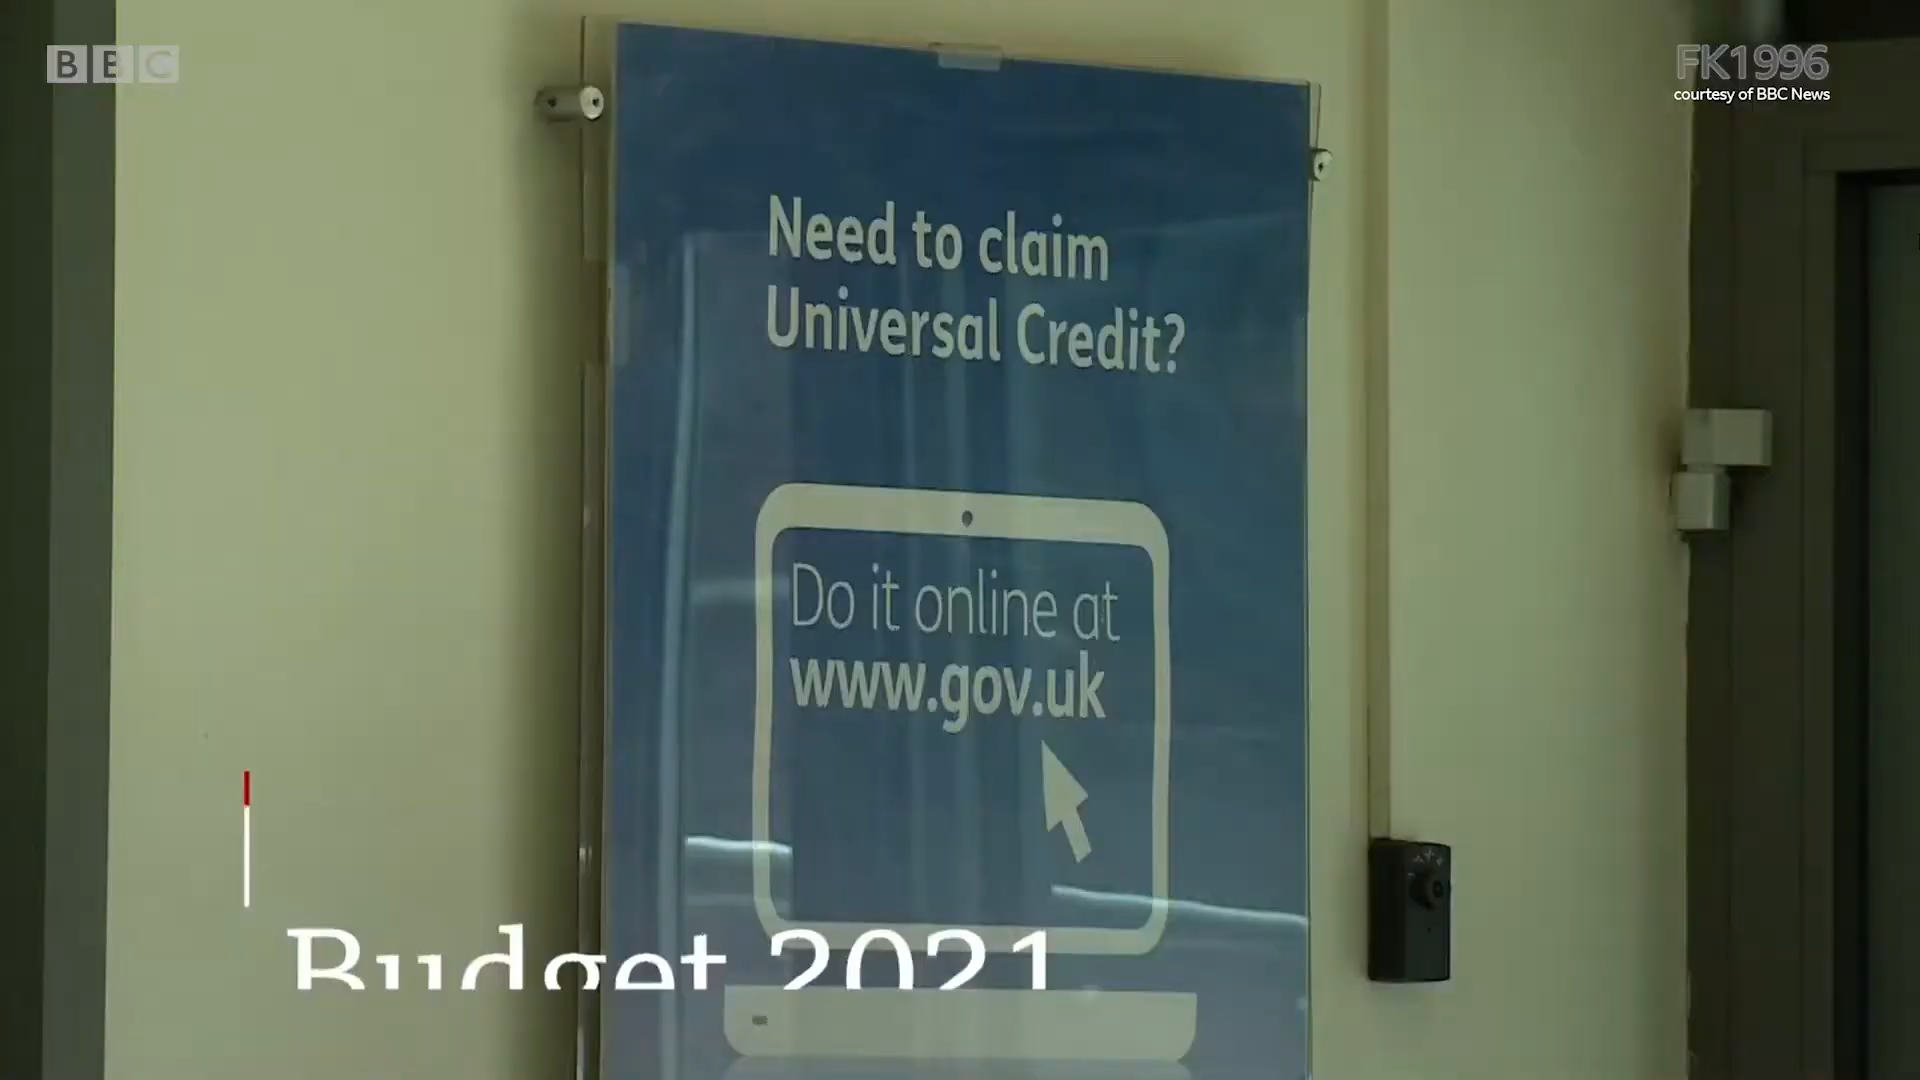 BBC
FK1996
courtesy of BBC News
Need to claim
Universal Credit?
Do it online at
www.gov.uk
Budget 2021